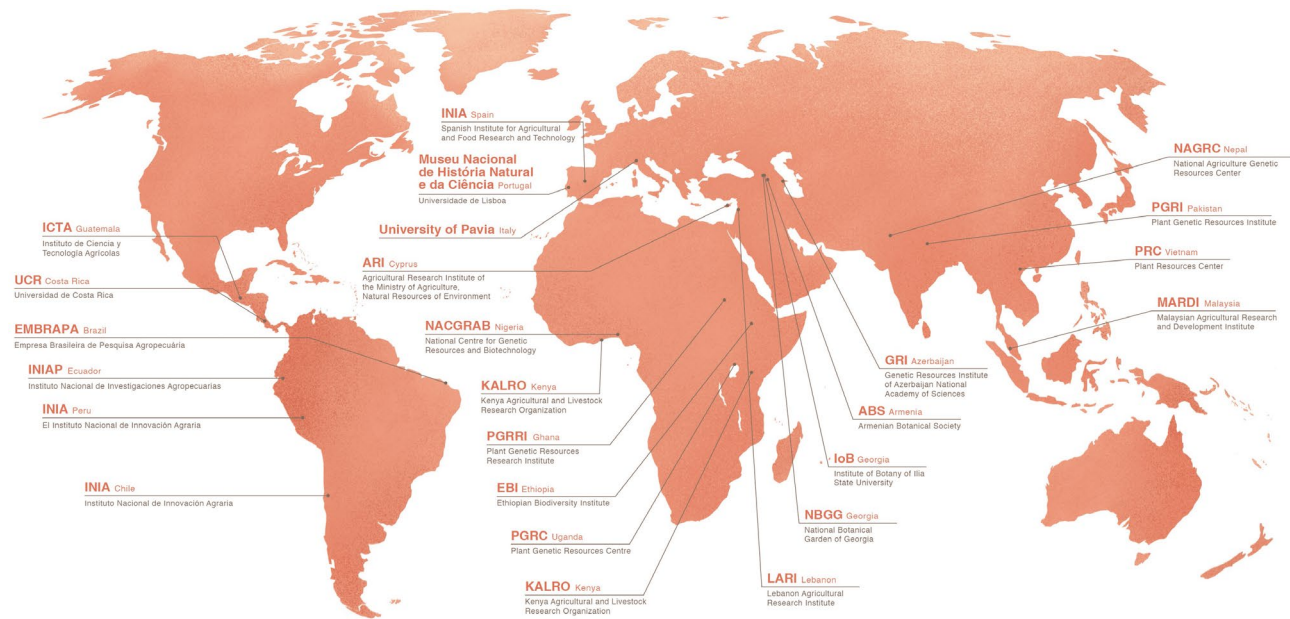 INIA Spain
Spanish Institute for Agricultural
and Food Research and Technology
Museu Nacional
de História Natural
e da Ciência Portugal
Universidade de Lisboa
University of Pavia Italy
ARI Cyprus
Agricultural Research Institute of
the Ministry of Agriculture,
Natural Resources of Environment
ICTA Guatemala
Instituto de Ciencia y
Tecnología Agrícolas
UCR Costa Rica
Universidad de Costa Rica
EMBRAPA Brazil
Empresa Brasileira de Pesquisa Agropecuária
INIAP Ecuador
Instituto Nacional de Investigaciones Agropecuarias
INIA Peru
El Instituto Nacional de Innovación Agraria
INIA Chile
Instituto Nacional de Innovación Agraria
NACGRAB Nigeria
National Centre for Genetic
Resources and Biotechnology
KALRO Kenya
Kenya Agricultural and Livestock
Research Organization
PGRRI Ghana
Plant Genetic Resources
Research Institute
EBI Ethiopia
Ethiopian Biodiversity Institute
PGRC Uganda
Plant Genetic Resources Centre
KALRO Kenya
Kenya Agricultural and Livestock
Research Organization
NAGRC Nepal
National Agriculture Genetic
Resources Center
PGRI Pakistan
Plant Genetic Resources Institute
PRC Vietnam
Plant Resources Center
MARDI Malaysia
Malaysian Agricultural Research
and Development Institute
GRI Azerbaijan
Genetic Resources Institute
of Azerbaijan National
Academy of Sciences
ABS Armenia
Armenian Botanical Society
IoB Georgia
Institute of Botany of Ilia
State University
NBGG Georgia
National Botanical
Garden of Georgia
LARI Lebanon
Lebanon Agricultural
Research Institute